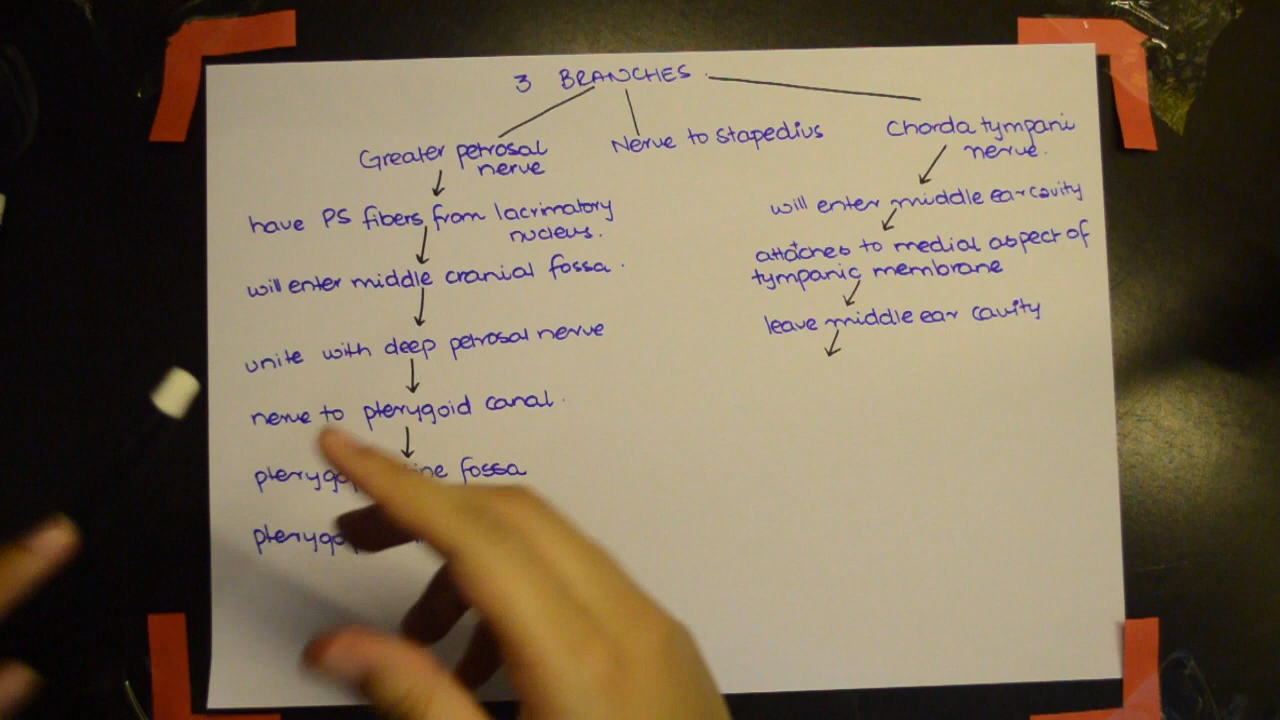 3 BRANCHES.
Greater petrosal
nerve
Nerve to stapedius
Chorda tympani
nerve.
have PS fibers from lacrimatory
nucleus.
will enter middle cranial fossa.
unite with deep petrosal nerve
nerve to pterygoid canal.
fossa
will enter middle ear cavity
attaches to medial aspect of
tympanic membrane
leave middle ear cavity